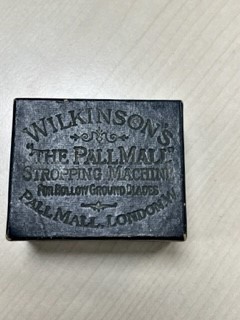 WILKINSON'S
"THE PALL MALL"
STROPPING MACHINE
FOR HOLLOW GROUND BLADES
PALL MALL, LONDON, W.